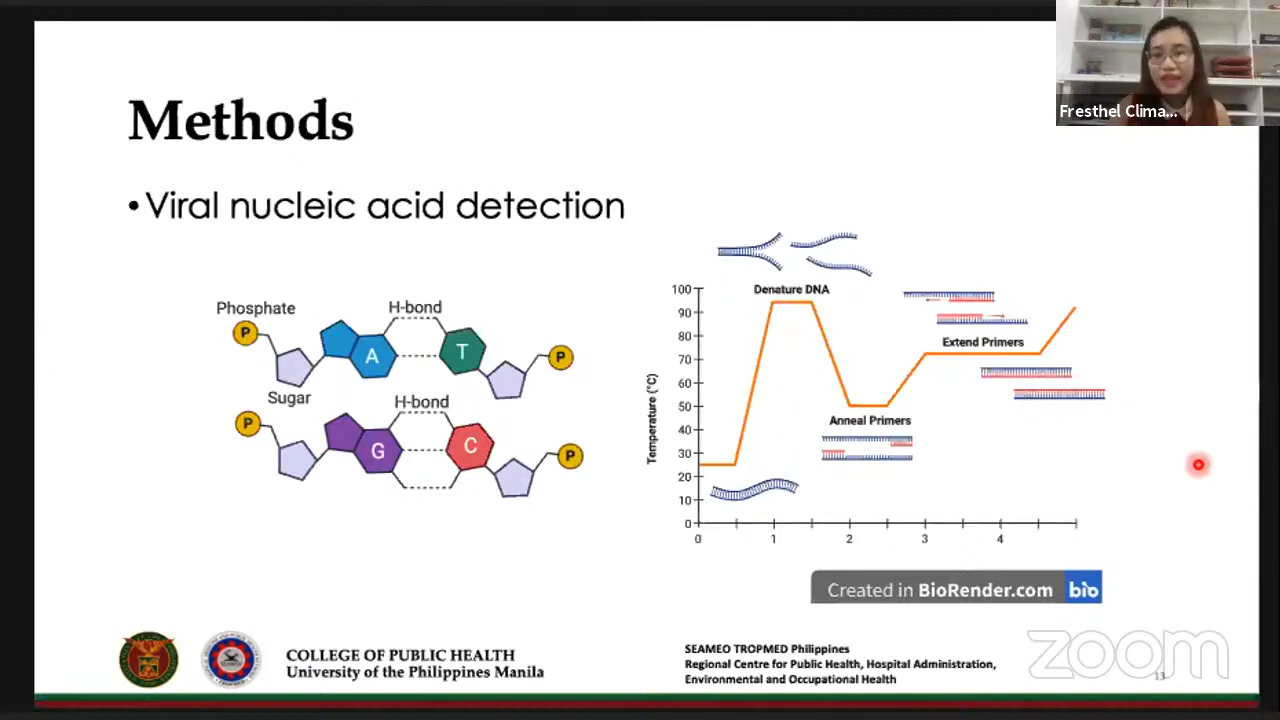 Fresthel Clima...
Methods
• Viral nucleic acid detection
Phosphate
H-bond
P
A
T
P
Sugar
H-bond
P
G
C
P
Denature DNA
Extend Primers
Anneal Primers
Temperature (°C)
100
90
80
70
60
50
40
30
20
10
0
0
1
2
3
4
Created in BioRender.com bio
COLLEGE OF PUBLIC HEALTH
University of the Philippines Manila
SEAMEO TROPMED Philippines
Regional Centre for Public Health, Hospital Administration,
Environmental and Occupational Health
zoom
13